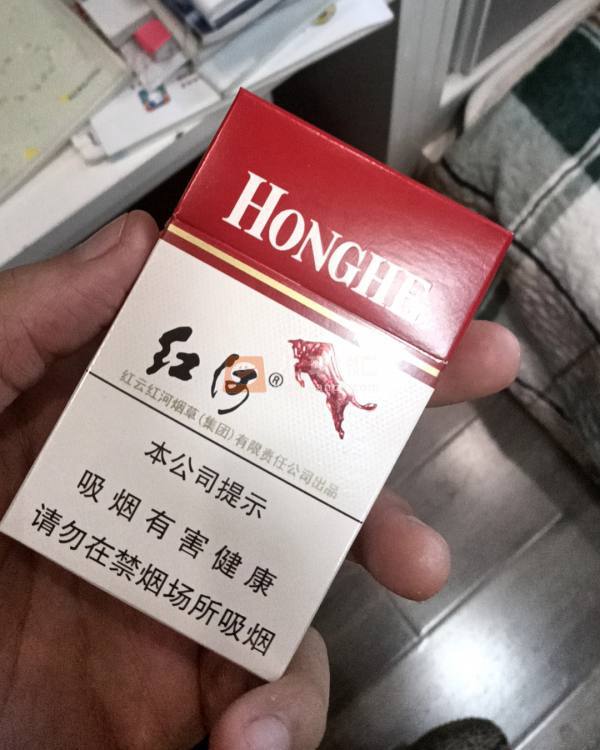 HONGHE
红河®
红云红河烟草(集团)有限责任公司出品
本公司提示
吸烟有害健康
请勿在禁烟场所吸烟